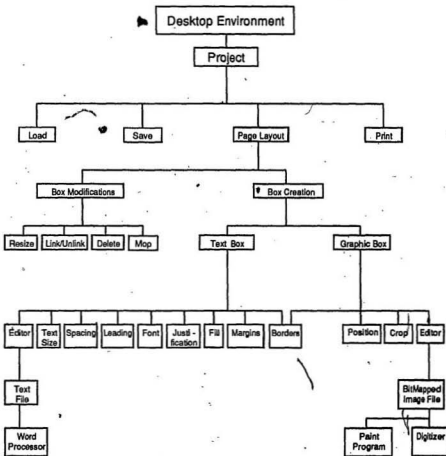 Desktop Environment
Project
Load
Save
Page Layout
Print
Box Modifications
Box Creation
Resize
Link/Unlink
Delete
Mop
Text Box
Graphic Box
Editor
Text
Size
Spacing
Leading
Font
Justi -
fication
Fill
Margins
Borders
Position
Crop
Editor
Text
File
BitMapped
Image File
Word
Processor
Paint
Program
Digitizer